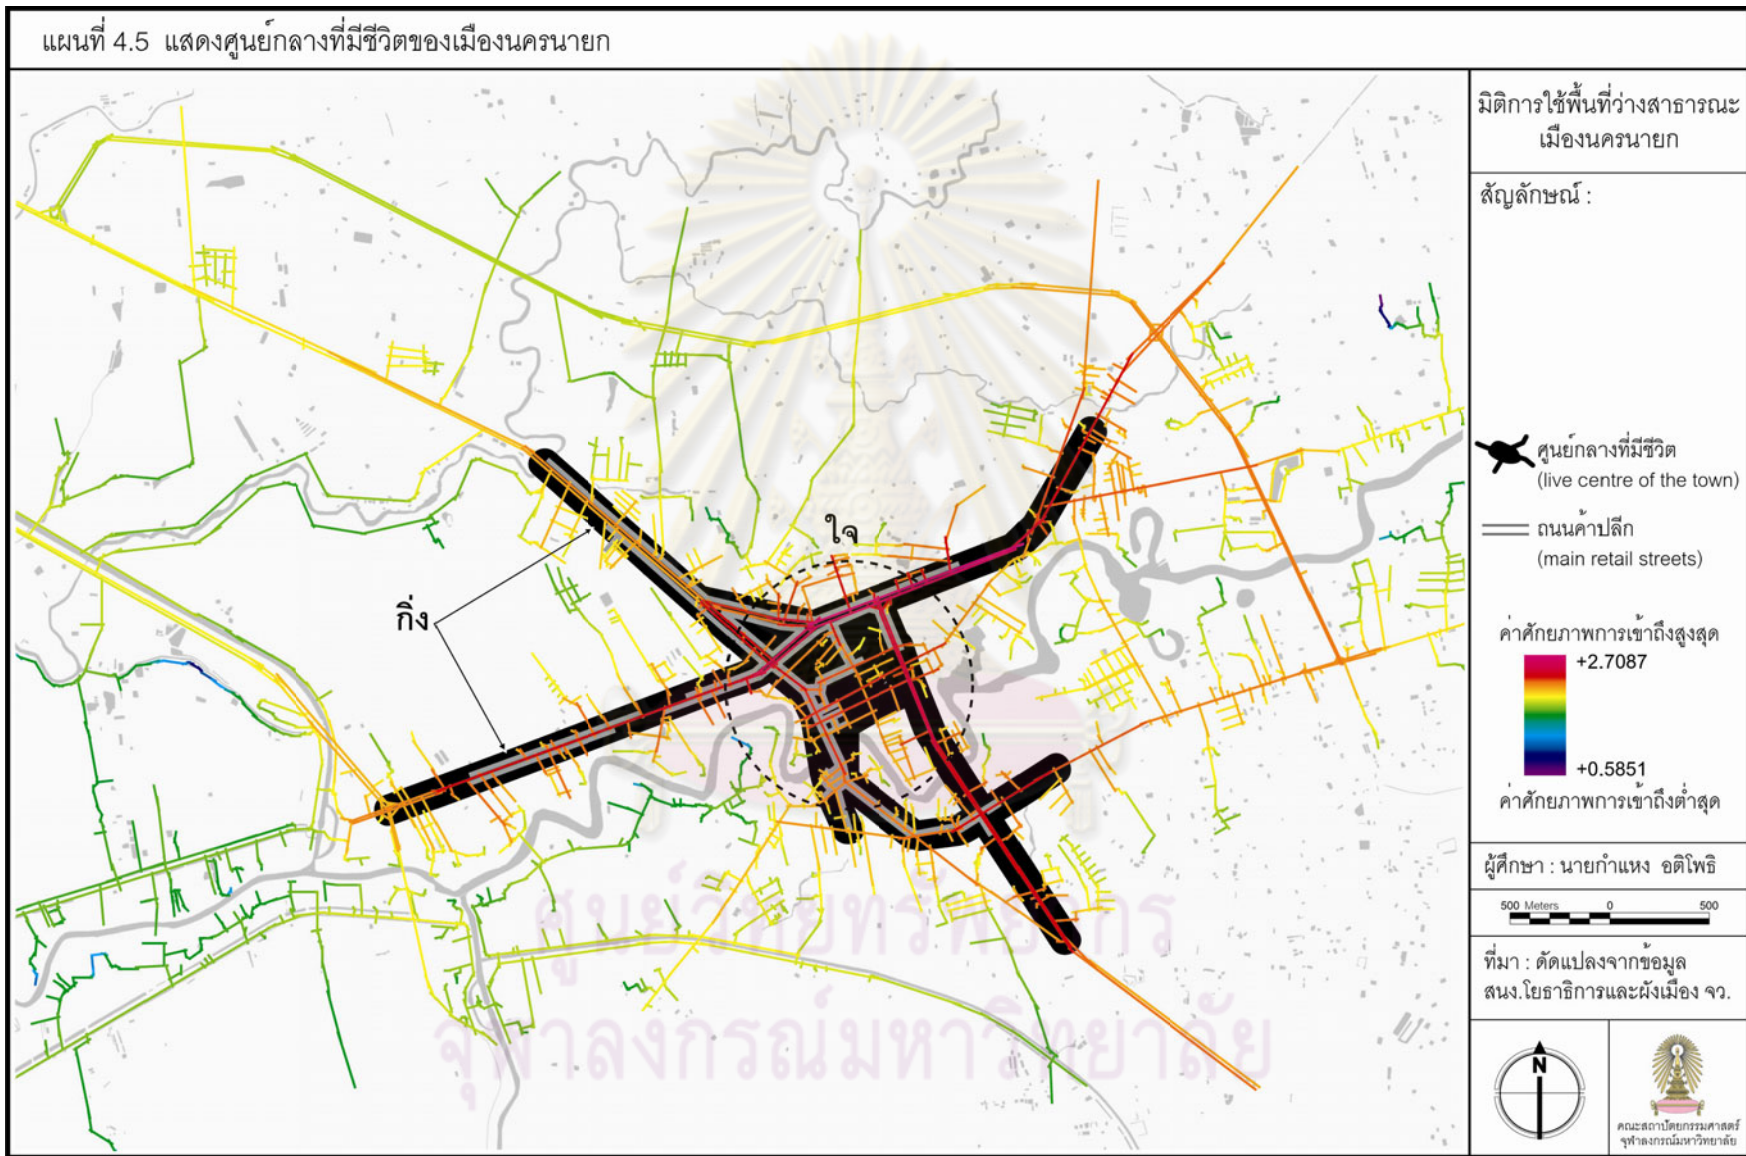 แผนที่ 4.5 แสดงศูนย์กลางที่มีชีวิตของเมืองนครนายก
มิติการใช้พื้นที่ว่างสาธารณะ
เมืองนครนายก
สัญลักษณ์ :
ศูนย์กลางที่มีชีวิต
(live centre of the town)
ถนนค้าปลีก
(main retail streets)
ใจ
กิ่ง
ค่าศักยภาพการเข้าถึงสูงสุด
+2.7087
+0.5851
ค่าศักยภาพการเข้าถึงต่ำสุด
ผู้ศึกษา : นายกำแหง อติโพธิ
500 Meters 0 500
ที่มา : ดัดแปลงจากข้อมูล
สนง.โยธาธิการและผังเมือง จว.
N
คณะสถาปัตยกรรมศาสตร์
จุฬาลงกรณ์มหาวิทยาลัย
ศูนย์วิทยทรัพยากร
จุฬาลงกรณ์มหาวิทยาลัย